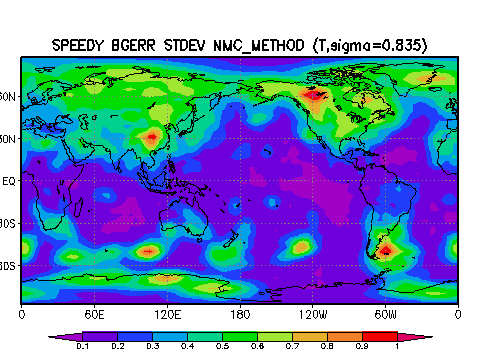 SPEEDY BGERR STDEV NMC_METHOD (T,sigma=0.835)
60N
30N
EQ
30S
60S
0 60E 120E 180 120W 60W 0
0.1 0.2 0.3 0.4 0.5 0.6 0.7 0.8 0.9